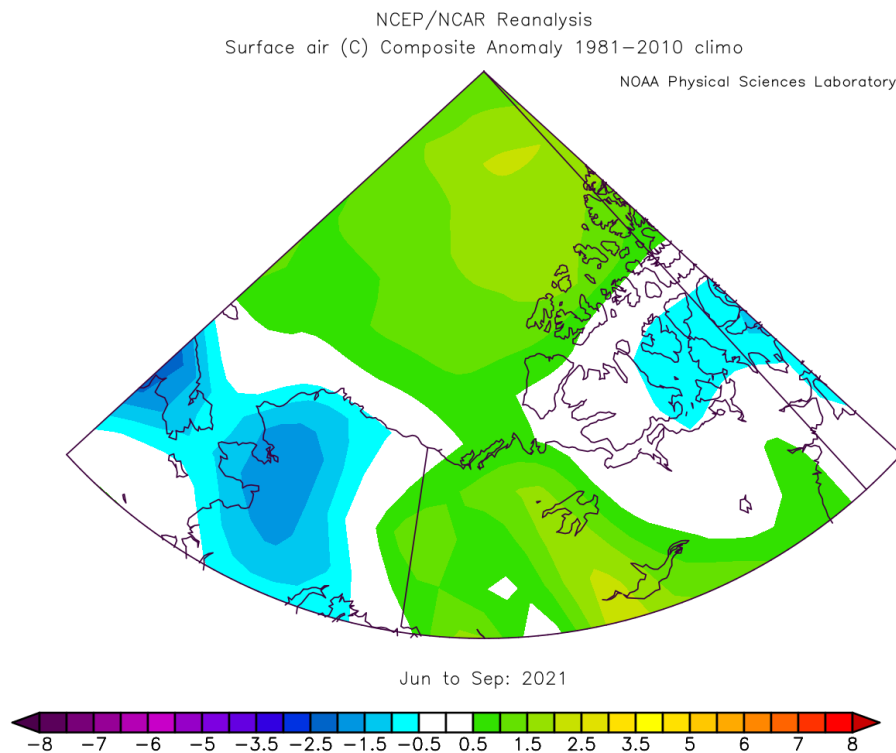 NCEP/NCAR Reanalysis
Surface air (C) Composite Anomaly 1981−2010 climo
NOAA Physical Sciences Laboratory
Jun to Sep: 2021
−8 −7 −6 −5 −3.5 −2.5 −1.5 −0.5 0.5 1.5 2.5 3.5 5 6 7 8